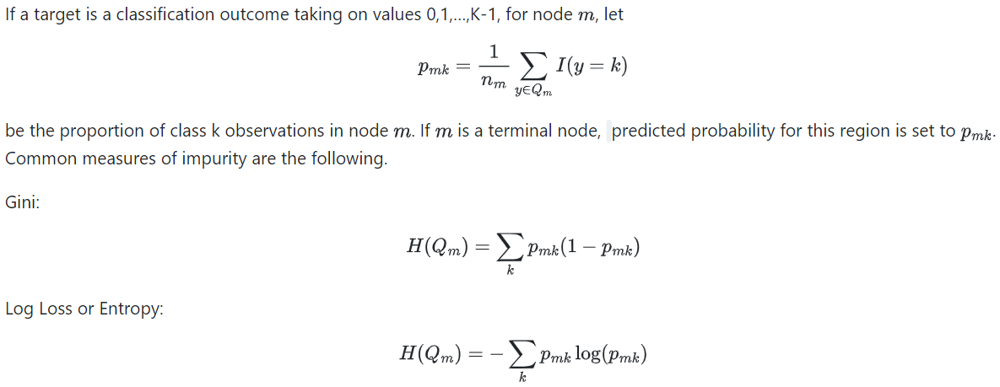 If a target is a classification outcome taking on values 0,1,...,K-1, for node m, let
p_{mk} = \frac{1}{n_m} \sum_{y \in Q_m} I(y = k)
be the proportion of class k observations in node m. If m is a terminal node, predicted probability for this region is set to p_{mk}.
Common measures of impurity are the following.
Gini:
H(Q_m) = \sum_k p_{mk}(1 - p_{mk})
Log Loss or Entropy:
H(Q_m) = - \sum_k p_{mk} \log(p_{mk})